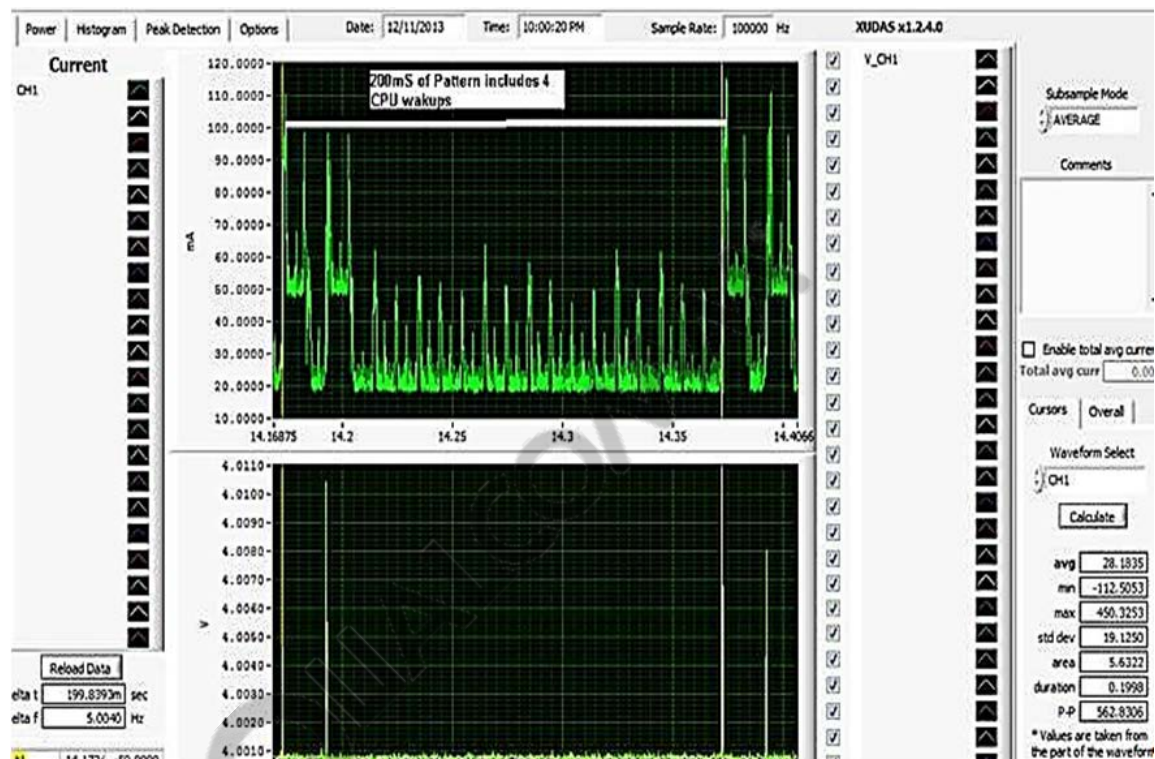 Power Histogram Peak Detection Options Date: 12/11/2013 Time: 10:00:20 PM Sample Rate: 100000 Hz XUDAS x1.2.4.0
Current
CH1
V_CH1
200mS of Pattern includes 4
CPU wakups
120.0000
110.0000
100.0000
90.0000
80.0000
70.0000
60.0000
50.0000
40.0000
30.0000
20.0000
10.0000
mA
14.16875 14.2 14.25 14.3 14.35 14.4066
4.0110
4.0100
4.0090
4.0080
4.0070
4.0060
4.0050
4.0040
4.0030
4.0020
4.0010
V
Reload Data
elta t 199.8393m sec
elta f 5.0040 Hz
Subsample Mode
AVERAGE
Comments
Enable total avg currer
Total avg curr 0.00
Cursors Overall
Waveform Select
CH1
Calculate
avg 28.1835
min -112.5053
max 450.3253
std dev 19.1250
area 5.6322
duration 0.1998
P-P 562.8306
* Values are taken from
the part of the waveform